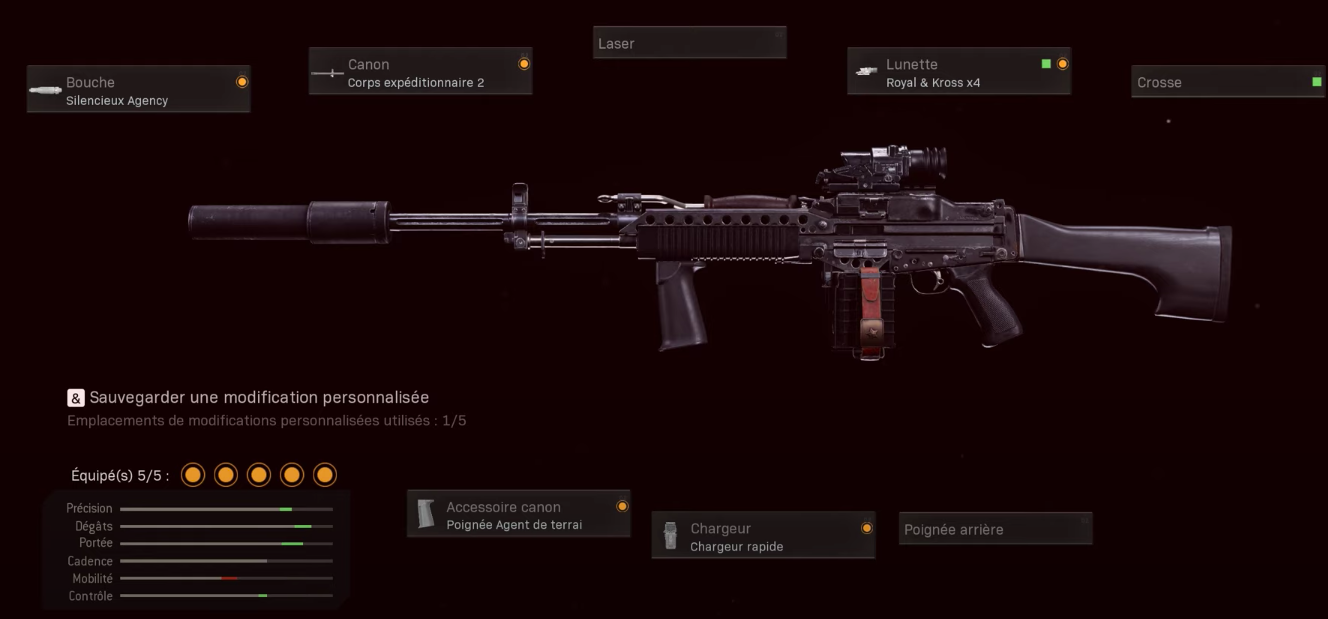 Laser
Canon
Corps expéditionnaire 2
Lunette
Royal & Kross x4
Bouche
Silencieux Agency
Crosse
& Sauvegarder une modification personnalisée
Emplacements de modifications personnalisées utilisés : 1/5
Équipé(s) 5/5 :
Précision
Dégâts
Portée
Cadence
Mobilité
Contrôle
Accessoire canon
Poignée Agent de terrai
Chargeur
Chargeur rapide
Poignée arrière